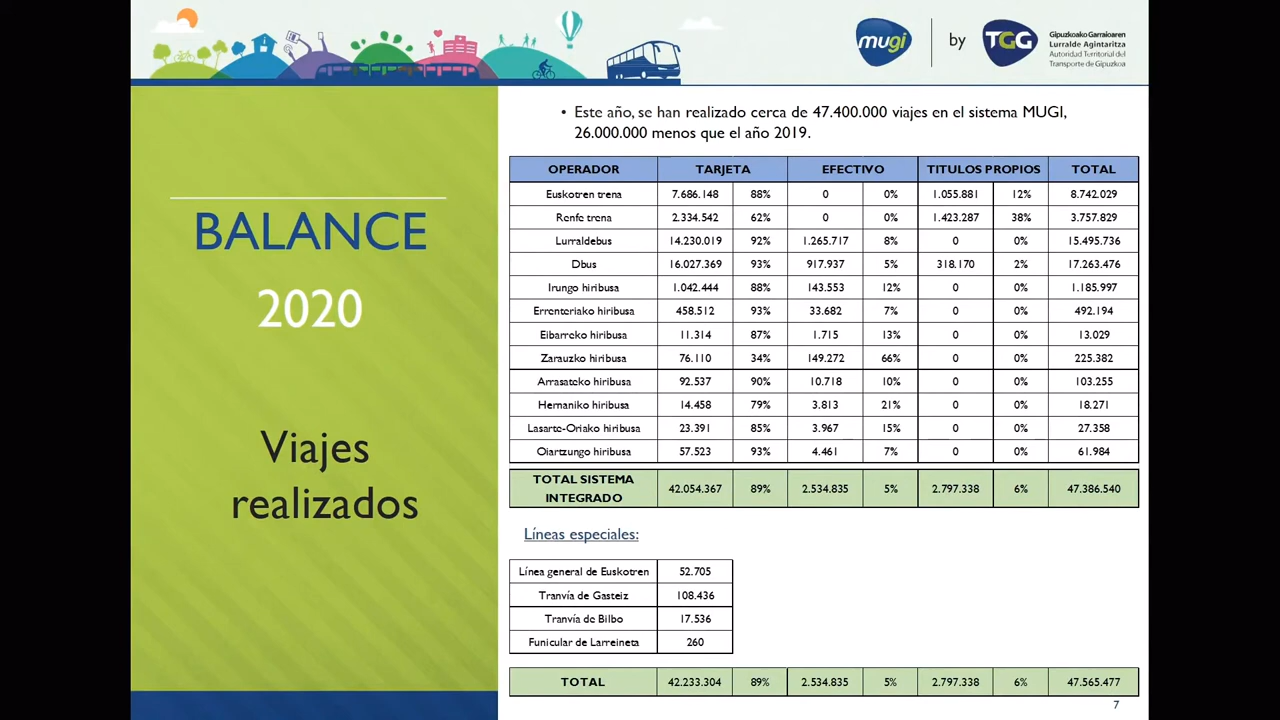 mugi
by
TGG
Gipuzkoako Garraioaren
Lurralde Agintaritza
Autoridad Territorial del
Transporte de Gipuzkoa
BALANCE
2020
Viajes
realizados
• Este año, se han realizado cerca de 47.400.000 viajes en el sistema MUGI,
26.000.000 menos que el año 2019.
OPERADOR TARJETA EFECTIVO TITULOS PROPIOS TOTAL
Euskotren trena 7.686.148 88% 0 0% 1.055.881 12% 8.742.029
Renfe trena 2.334.542 62% 0 0% 1.423.287 38% 3.757.829
Lurraldebus 14.230.019 92% 1.265.717 8% 0 0% 15.495.736
Dbus 16.027.369 93% 917.937 5% 318.170 2% 17.263.476
Irungo hiribusa 1.042.444 88% 143.553 12% 0 0% 1.185.997
Errenteriako hiribusa 458.512 93% 33.682 7% 0 0% 492.194
Eibarreko hiribusa 11.314 87% 1.715 13% 0 0% 13.029
Zarauzko hiribusa 76.110 34% 149.272 66% 0 0% 225.382
Arrasateko hiribusa 92.537 90% 10.718 10% 0 0% 103.255
Hernaniko hiribusa 14.458 79% 3.813 21% 0 0% 18.271
Lasarte-Oriako hiribusa 23.391 85% 3.967 15% 0 0% 27.358
Oiartzungo hiribusa 57.523 93% 4.461 7% 0 0% 61.984
TOTAL SISTEMA
INTEGRADO 42.054.367 89% 2.534.835 5% 2.797.338 6% 47.386.540
Líneas especiales:
Línea general de Euskotren 52.705
Tranvía de Gasteiz 108.436
Tranvía de Bilbo 17.536
Funicular de Larreineta 260
TOTAL 42.233.304 89% 2.534.835 5% 2.797.338 6% 47.565.477
7